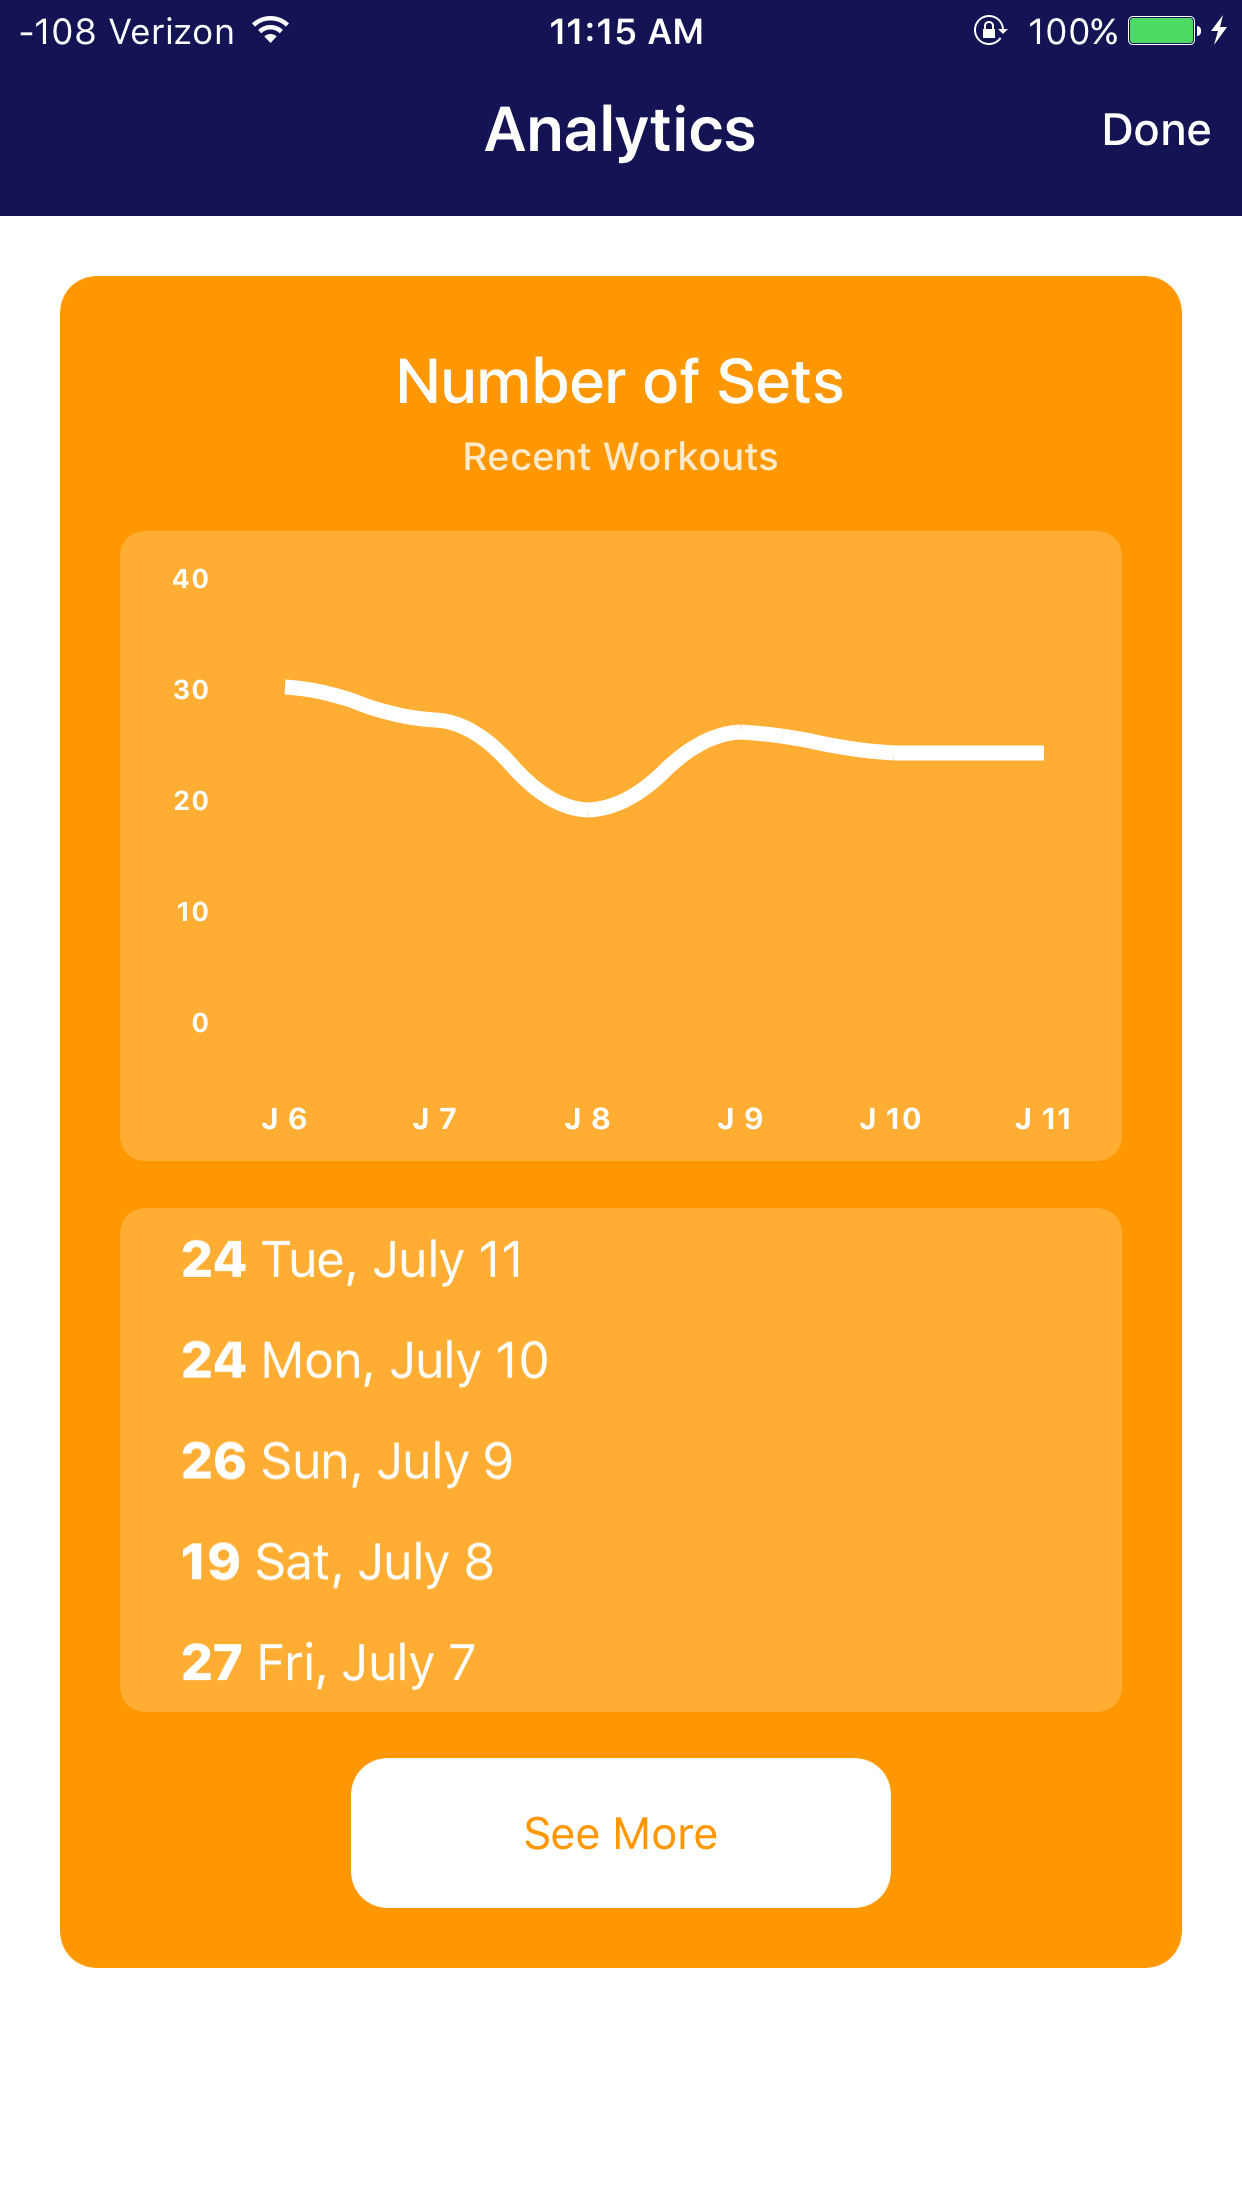 -108 Verizon 11:15 AM 100%
Analytics Done
Number of Sets
Recent Workouts
40
30
20
10
0
J 6 J 7 J 8 J 9 J 10 J 11
24 Tue, July 11
24 Mon, July 10
26 Sun, July 9
19 Sat, July 8
27 Fri, July 7
See More